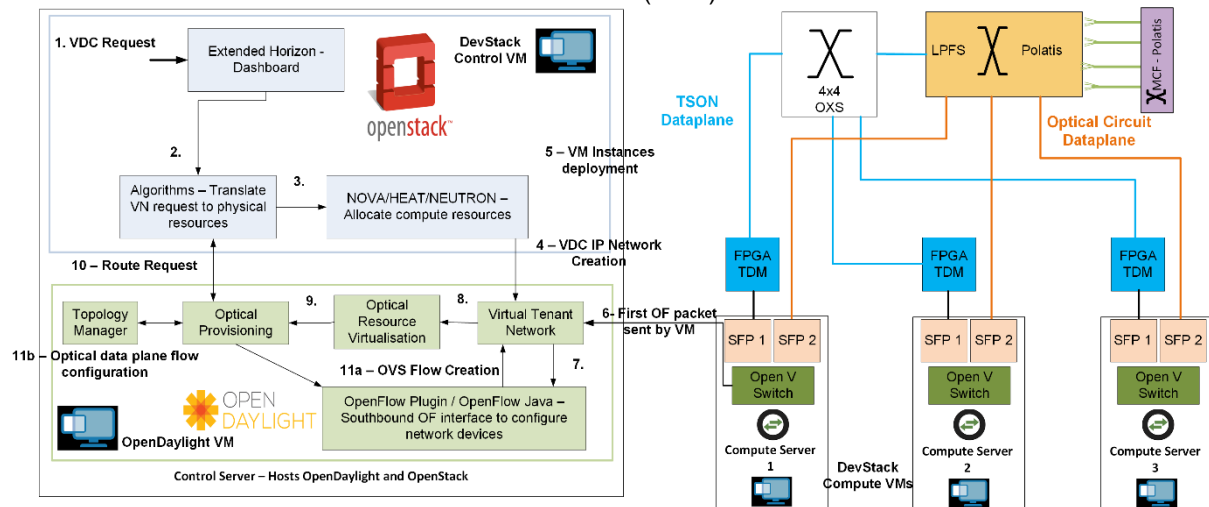 1. VDC Request
Extended Horizon -
Dashboard
DevStack
Control VM
openstack™
2.
3.
5 – VM Instances
deployment
Algorithms – Translate
VN request to physical
resources
NOVA/HEAT/NEUTRON –
Allocate compute resources
4 – VDC IP Network
Creation
10 – Route Request
Topology
Manager
Optical
Provisioning
9.
Optical
Resource
Virtualisation
8.
Virtual Tenant
Network
6- First OF packet
sent by VM
11b – Optical data plane flow
configuration
11a – OVS Flow Creation
7.
OPEN
DAYLIGHT
OpenFlow Plugin / OpenFlow Java –
Southbound OF interface to configure
network devices
OpenDaylight VM
Control Server – Hosts OpenDaylight and OpenStack
4x4
OXS
LPFS
Polatis
MCF - Polatis
TSON
Dataplane
Optical Circuit
Dataplane
FPGA
TDM
FPGA
TDM
FPGA
TDM
SFP 1
SFP 2
SFP 1
SFP 2
SFP 1
SFP 2
Open V
Switch
Open V
Switch
Open V
Switch
Compute Server
1
Compute Server
2
Compute Server
3
DevStack
Compute VMs